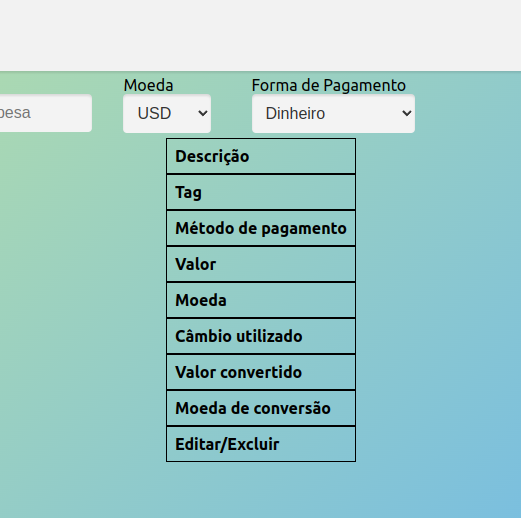 Moeda Forma de Pagamento
pesa USD Dinheiro
Descrição
Tag
Método de pagamento
Valor
Moeda
Câmbio utilizado
Valor convertido
Moeda de conversão
Editar/Excluir